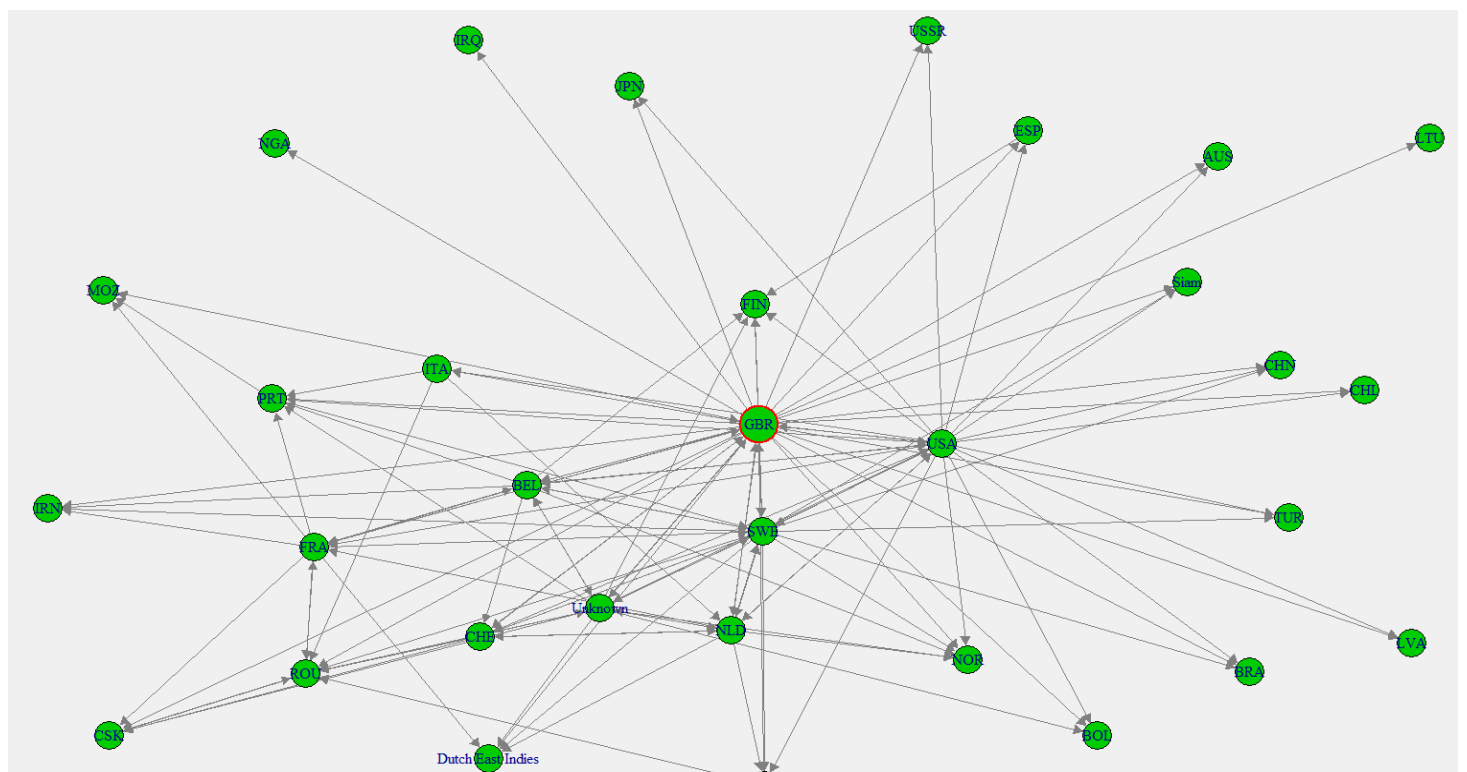 IRQ
USSR
JPN
NGA
ESP
AUS
LTU
MOZ
FIN
Siam
ITA
PRT
CHN
CHL
GBR
USA
BEL
IRN
FRA
SWE
TUR
Unknown
CHE
NLD
NOR
LVA
ROU
BRA
CSK
BOL
Dutch East Indies